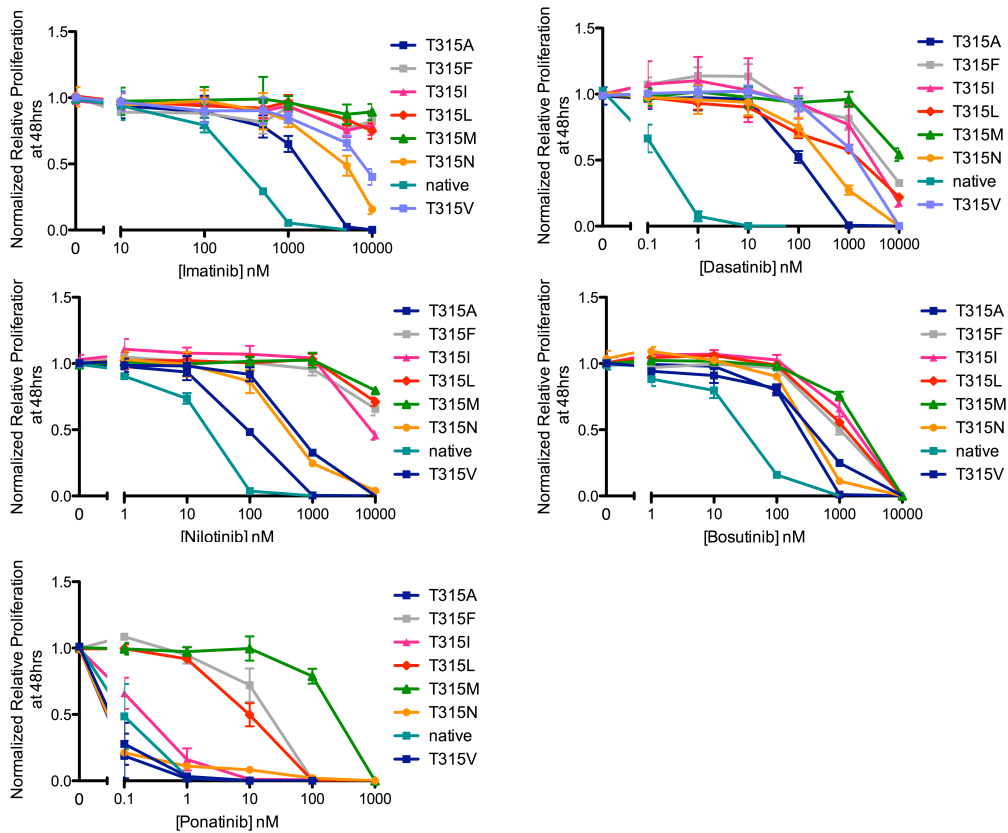 Normalized Relative Proliferation
at 48hrs
1.5
1.0
0.5
0.0
0
10
100
1000
10000
[Imatinib] nM
T315A
T315F
T315I
T315L
T315M
T315N
native
T315V
Normalized Relative Proliferation
at 48hrs
1.5
1.0
0.5
0.0
0
0.1
1
10
100
1000
10000
[Dasatinib] nM
T315A
T315F
T315I
T315L
T315M
T315N
native
T315V
Normalized Relative Proliferation
at 48hrs
1.5
1.0
0.5
0.0
0
1
10
100
1000
10000
[Nilotinib] nM
T315A
T315F
T315I
T315L
T315M
T315N
native
T315V
Normalized Relative Proliferation
at 48hrs
1.5
1.0
0.5
0.0
0
1
10
100
1000
10000
[Bosutinib] nM
T315A
T315F
T315I
T315L
T315M
T315N
native
T315V
Normalized Relative Proliferation
at 48hrs
1.5
1.0
0.5
0.0
0
0.1
1
10
100
1000
[Ponatinib] nM
T315A
T315F
T315I
T315L
T315M
T315N
native
T315V